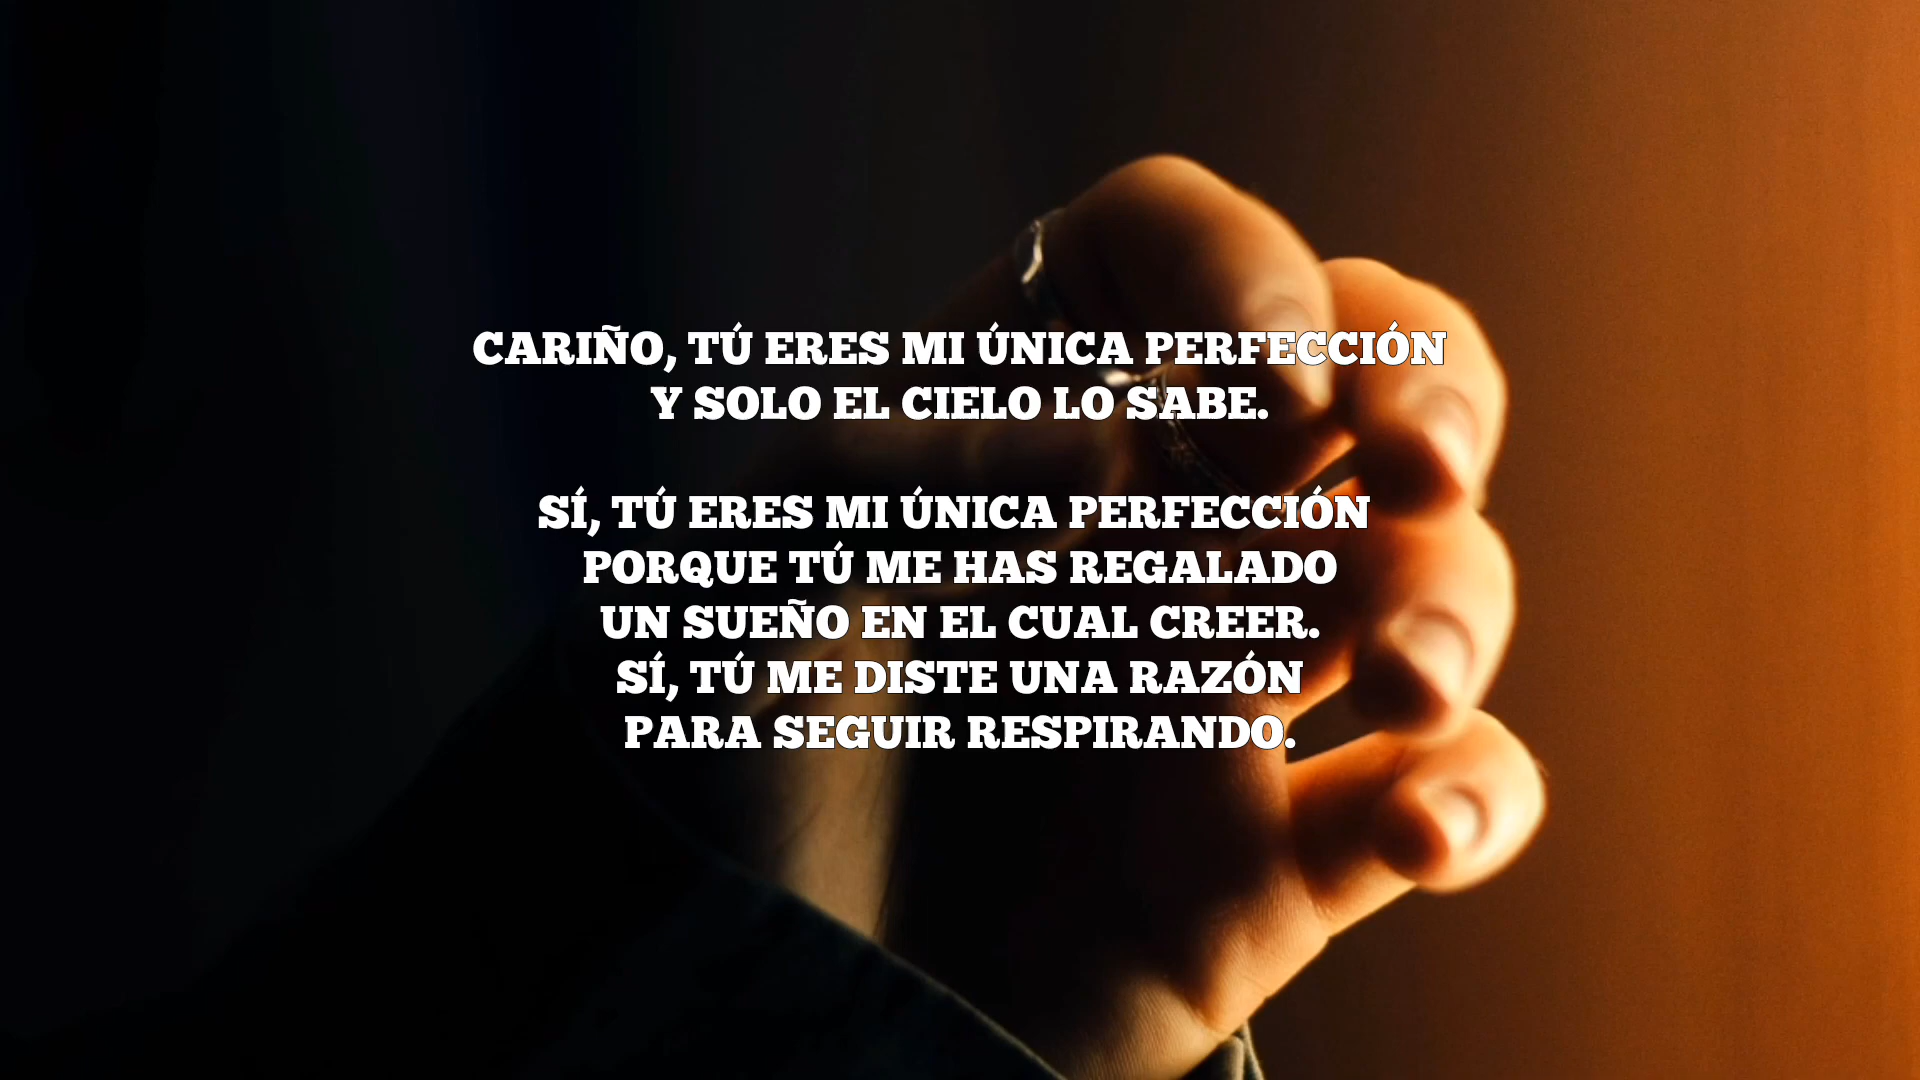 CARIÑO, TÚ ERES MI ÚNICA PERFECCIÓN
Y SOLO EL CIELO LO SABE.
SÍ, TÚ ERES MI ÚNICA PERFECCIÓN
PORQUE TÚ ME HAS REGALADO
UN SUEÑO EN EL CUAL CREER.
SÍ, TÚ ME DISTE UNA RAZÓN
PARA SEGUIR RESPIRANDO.